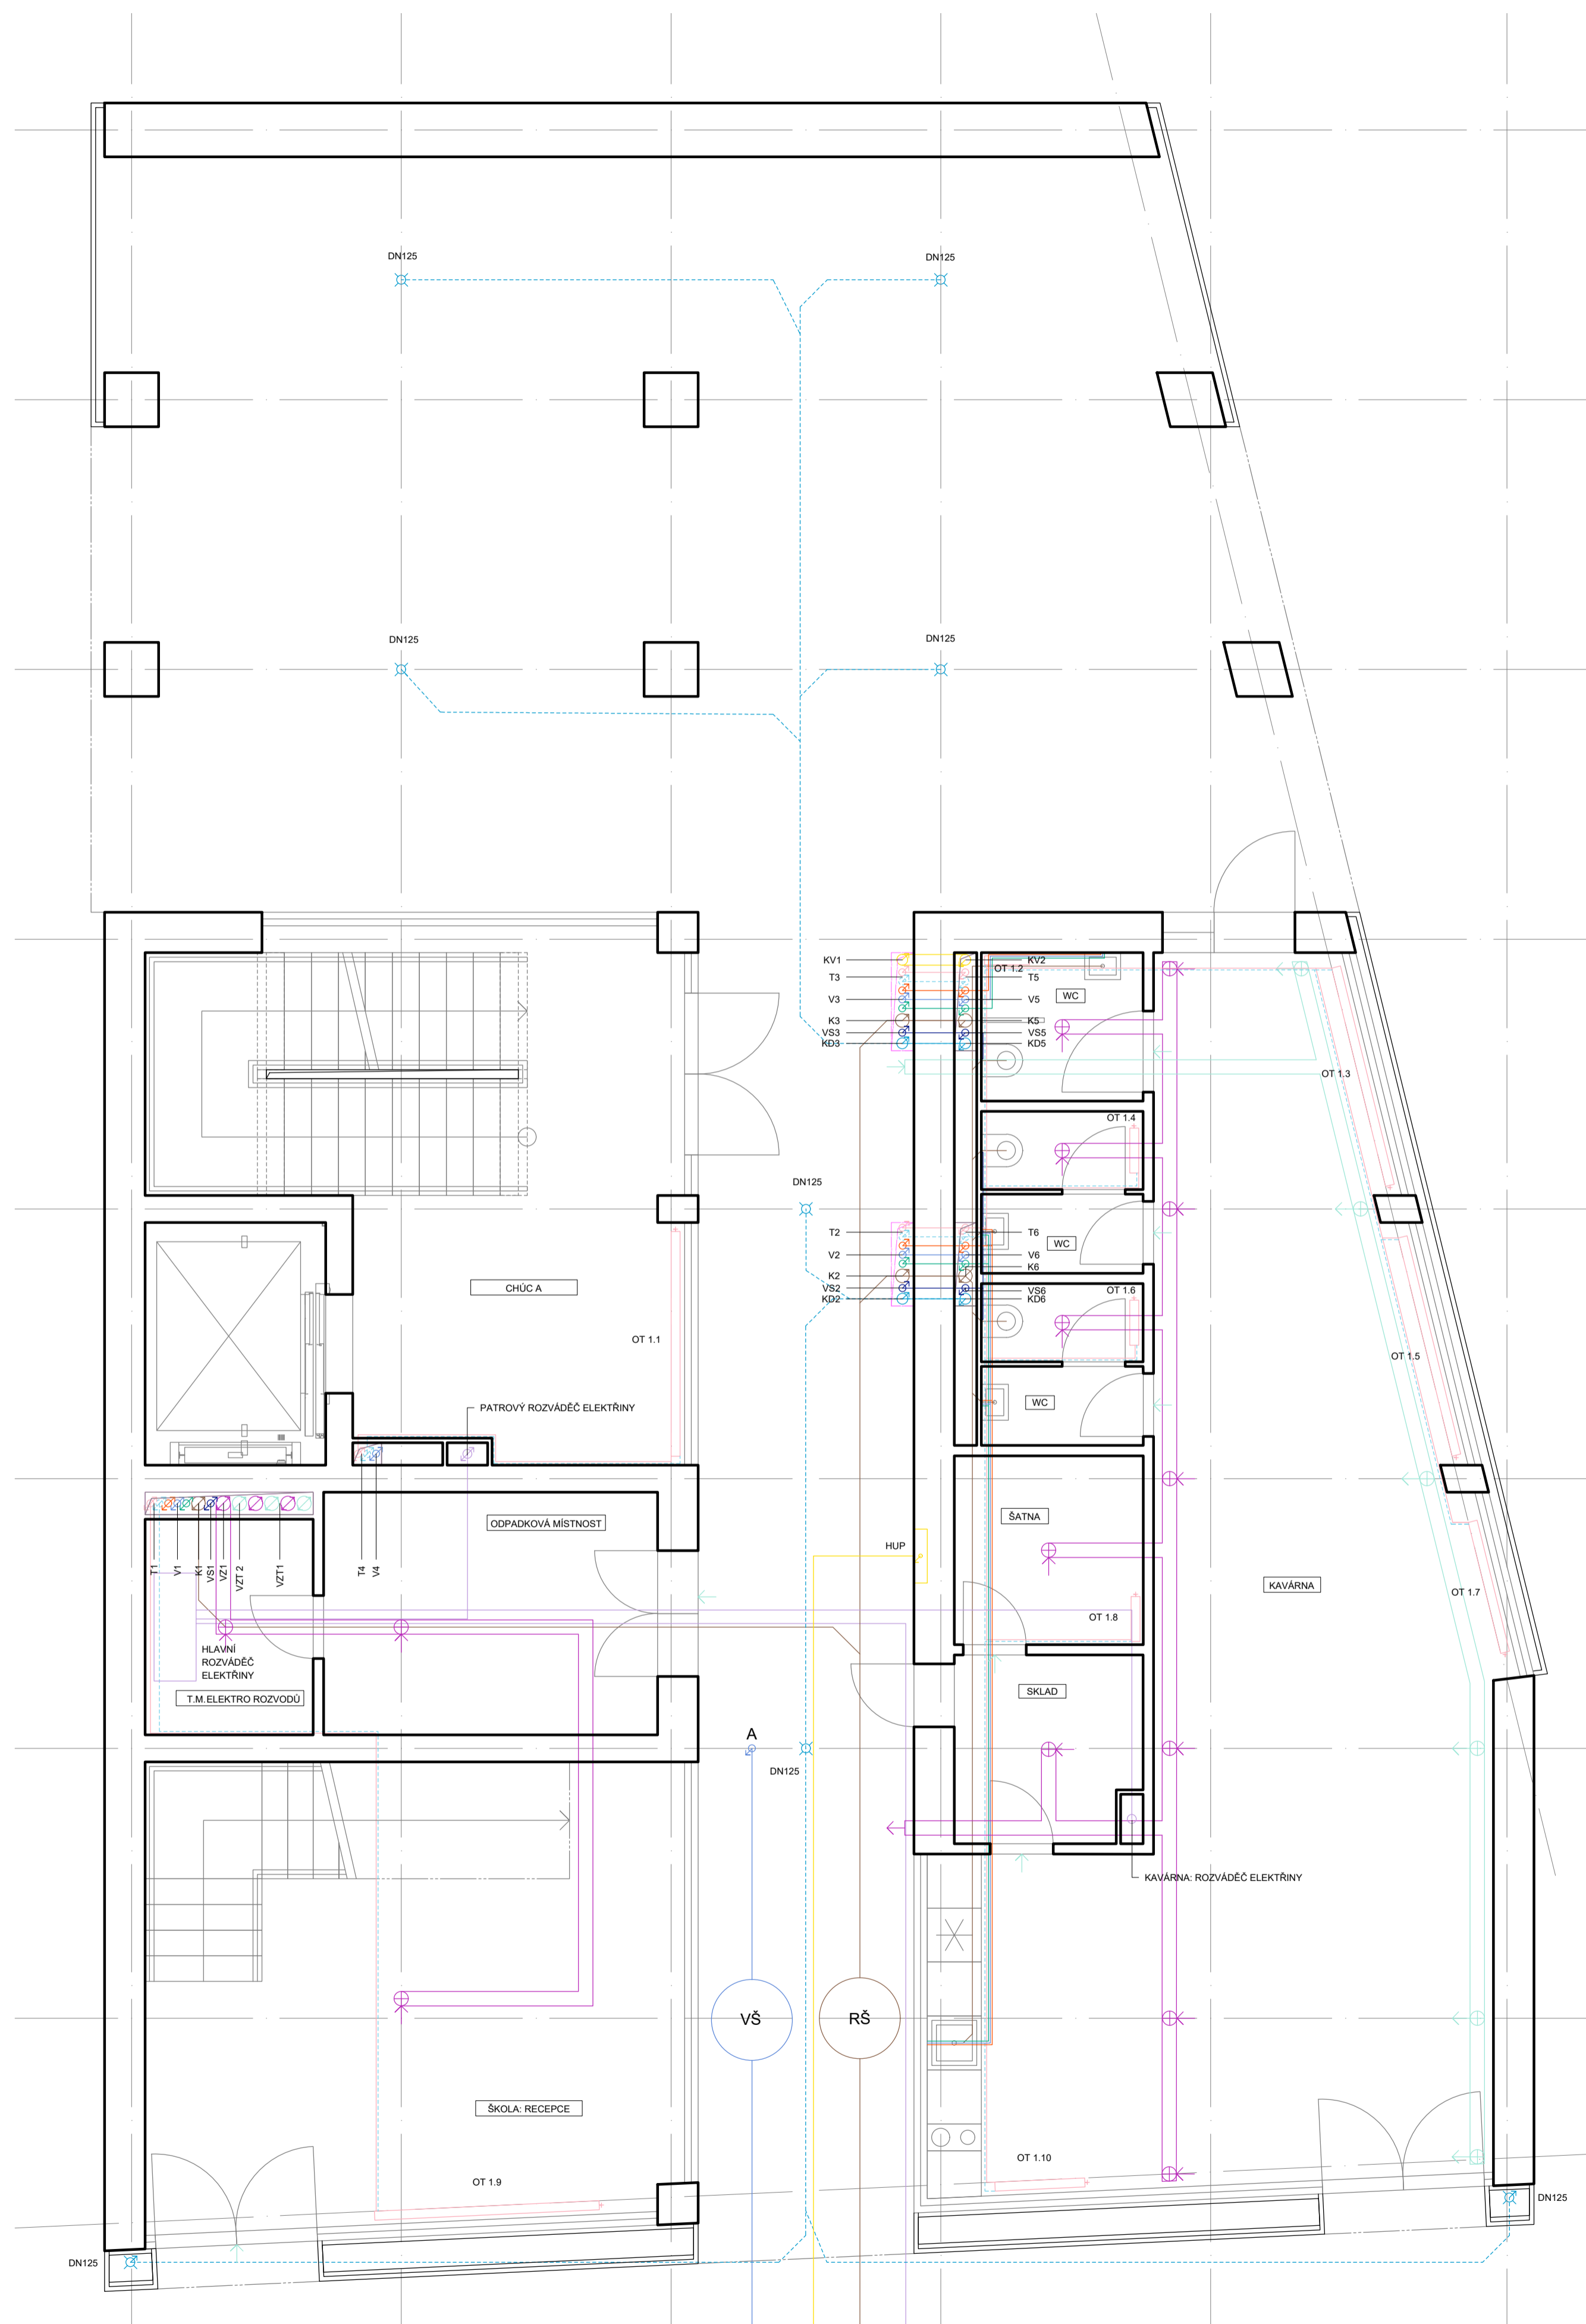 DN125
DN125
DN125
DN125
KV1
KV2
OT 1.2
T3
T5
WC
V3
V5
K3
K5
VS3
VS5
KD3
KD5
OT 1.3
OT 1.4
DN125
T2
T6
WC
V2
V6
K2
K6
VS2
VS6
KD2
KD6
CHÚC A
OT 1.6
OT 1.1
OT 1.5
PATROVÝ ROZVÁDĚČ ELEKTŘINY
WC
ODPADKOVÁ MÍSTNOST
ŠATNA
HUP
T1
V1
K1
VS1
VZ1
VZT 2
VZT1
T4
V4
KAVÁRNA
OT 1.7
OT 1.8
HLAVNÍ
ROZVÁDĚČ
ELEKTŘINY
T.M.ELEKTRO ROZVODŮ
SKLAD
A
DN125
KAVÁRNA: ROZVÁDĚČ ELEKTŘINY
VŠ
RŠ
ŠKOLA: RECEPCE
OT 1.9
OT 1.10
DN125
DN125